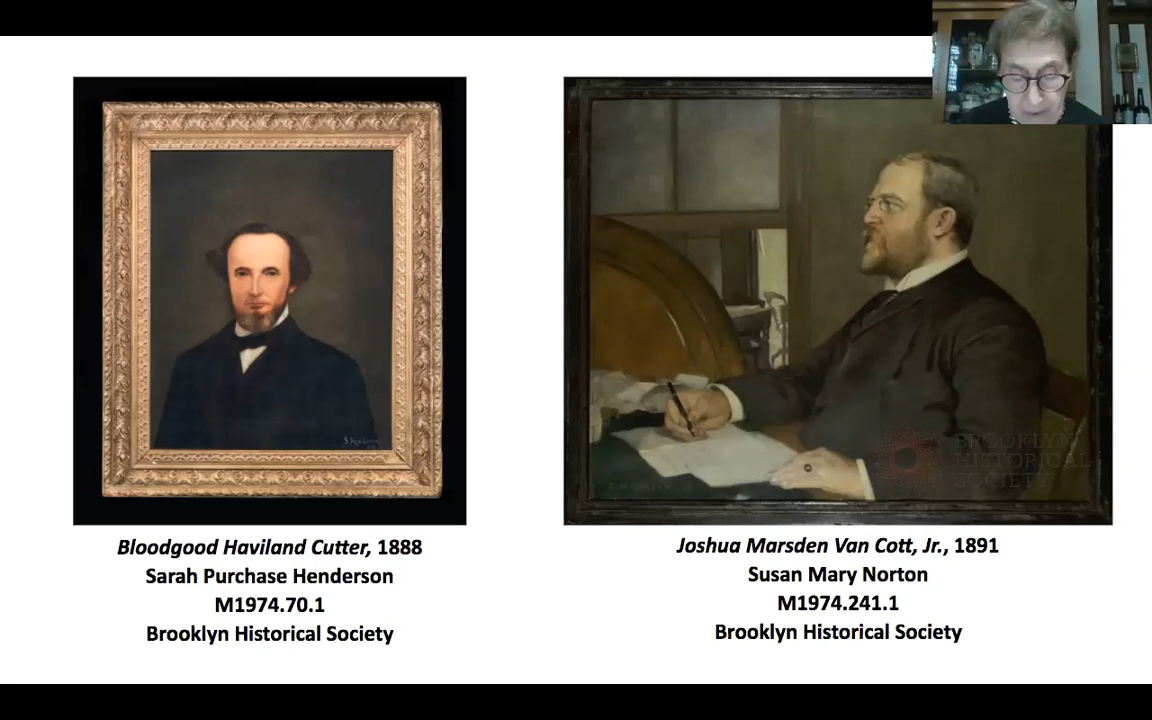 BROOKLYN
HISTORICAL
SOCIETY
Bloodgood Haviland Cutter, 1888
Sarah Purchase Henderson
M1974.70.1
Brooklyn Historical Society
Joshua Marsden Van Cott, Jr., 1891
Susan Mary Norton
M1974.241.1
Brooklyn Historical Society